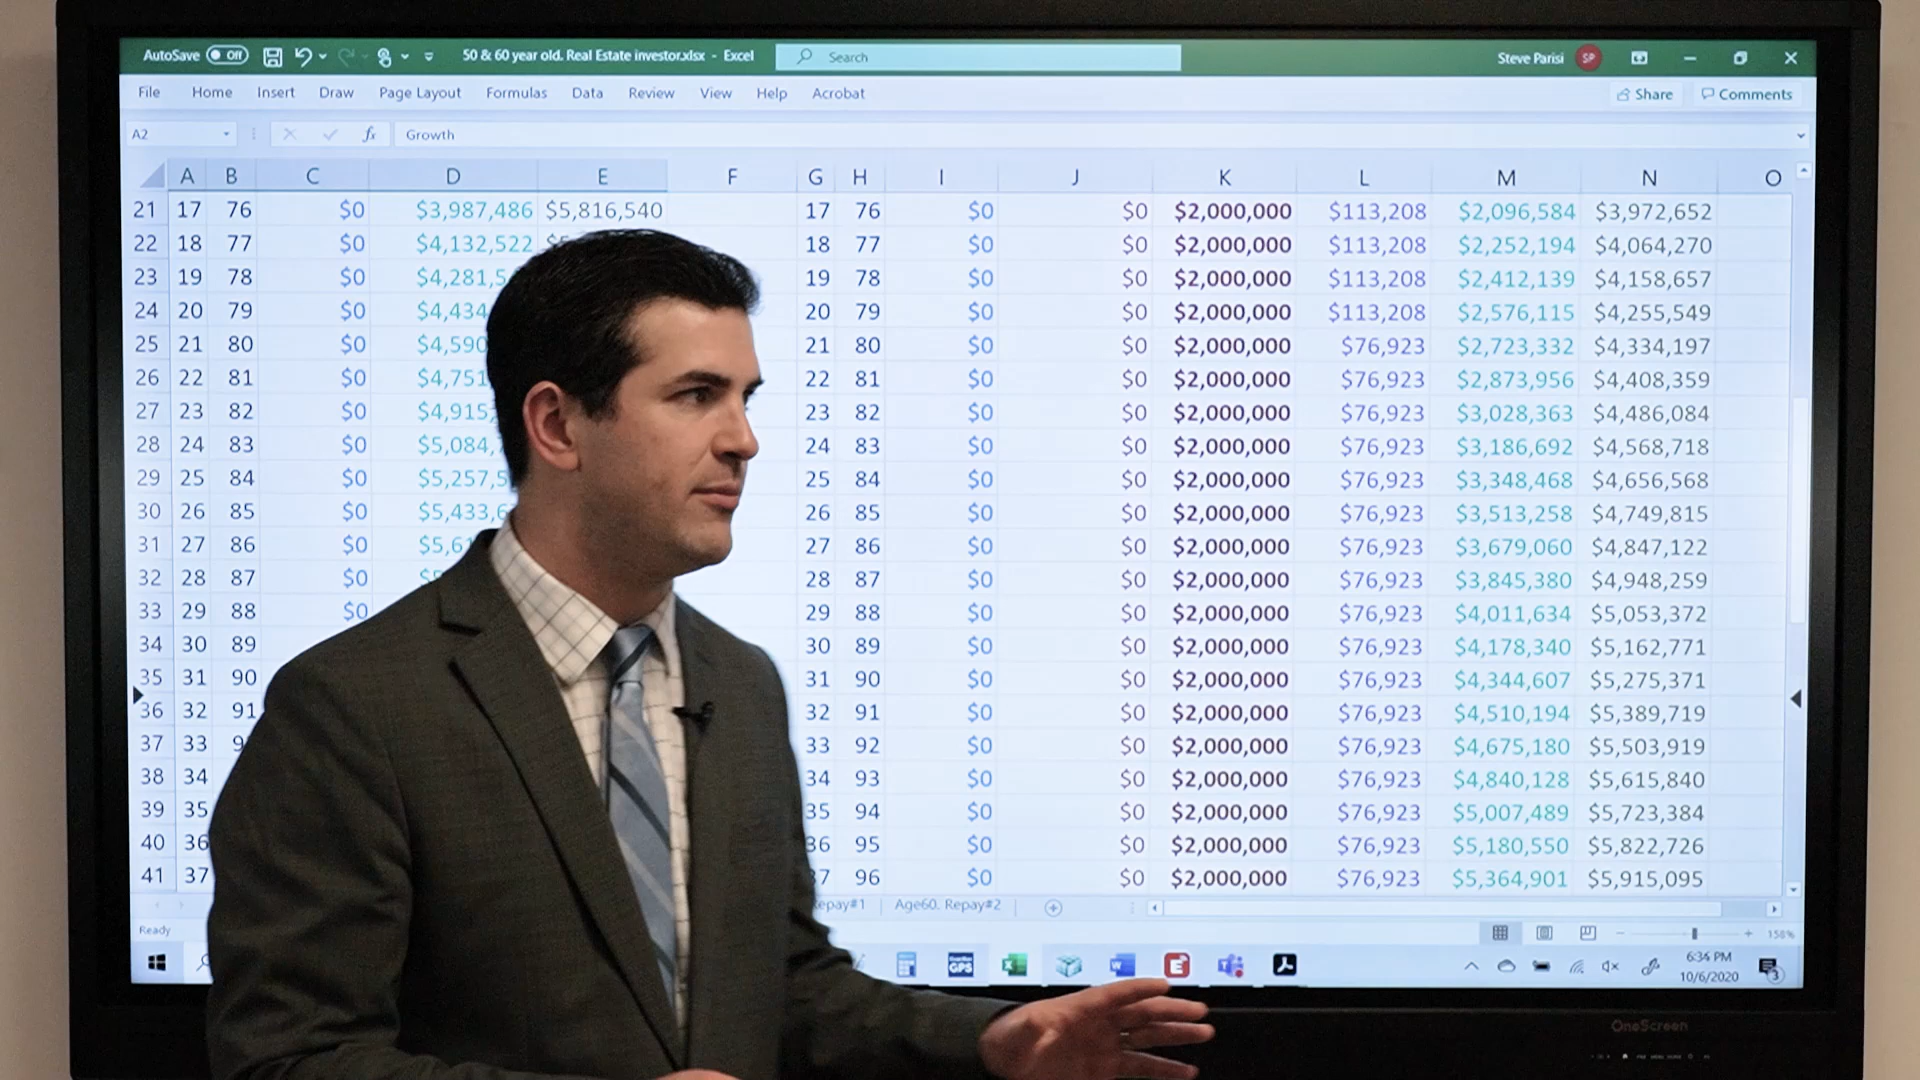 AutoSave Off 50 & 60 year old. Real Estate investor.xlsx - Excel Search Steve Parisi SP
File Home Insert Draw Page Layout Formulas Data Review View Help Acrobat Share Comments
A2 fx Growth
A B C D E F G H I J K L M N O
21 17 76 $0 $3,987,486 $5,816,540 17 76 $0 $0 $2,000,000 $113,208 $2,096,584 $3,972,652
22 18 77 $0 $4,132,522 18 77 $0 $0 $2,000,000 $113,208 $2,252,194 $4,064,270
23 19 78 $0 19 78 $0 $0 $2,000,000 $113,208 $2,412,139 $4,158,657
24 20 79 $0 20 79 $0 $0 $2,000,000 $113,208 $2,576,115 $4,255,549
25 21 80 $0 21 80 $0 $0 $2,000,000 $76,923 $2,723,332 $4,334,197
26 22 81 $0 22 81 $0 $0 $2,000,000 $76,923 $2,873,956 $4,408,359
27 23 82 $0 23 82 $0 $0 $2,000,000 $76,923 $3,028,363 $4,486,084
28 24 83 $0 24 83 $0 $0 $2,000,000 $76,923 $3,186,692 $4,568,718
29 25 84 $0 25 84 $0 $0 $2,000,000 $76,923 $3,348,468 $4,656,568
30 26 85 $0 26 85 $0 $0 $2,000,000 $76,923 $3,513,258 $4,749,815
31 27 86 $0 27 86 $0 $0 $2,000,000 $76,923 $3,679,060 $4,847,122
32 28 87 $0 28 87 $0 $0 $2,000,000 $76,923 $3,845,380 $4,948,259
33 29 88 $0 29 88 $0 $0 $2,000,000 $76,923 $4,011,634 $5,053,372
34 30 89 30 89 $0 $0 $2,000,000 $76,923 $4,178,340 $5,162,771
35 31 90 31 90 $0 $0 $2,000,000 $76,923 $4,344,607 $5,275,371
36 32 91 32 91 $0 $0 $2,000,000 $76,923 $4,510,194 $5,389,719
37 33 33 92 $0 $0 $2,000,000 $76,923 $4,675,180 $5,503,919
38 34 34 93 $0 $0 $2,000,000 $76,923 $4,840,128 $5,615,840
39 35 35 94 $0 $0 $2,000,000 $76,923 $5,007,489 $5,723,384
40 36 36 95 $0 $0 $2,000,000 $76,923 $5,180,550 $5,822,726
41 37 37 96 $0 $0 $2,000,000 $76,923 $5,364,901 $5,915,095
epay#1 Age60. Repay#2
Ready 158%
GPS 6:36 PM
10/6/2020 3
OneScreen